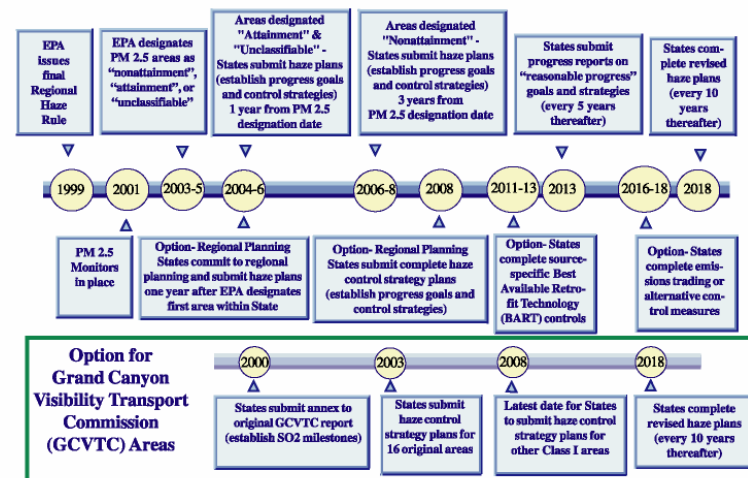 EPA
issues
final
Regional
Haze
Rule
EPA designates
PM 2.5 areas as
“nonattainment”,
“attainment”, or
“unclassifiable”
Areas designated
"Attainment" &
"Unclassifiable" -
States submit haze plans
(establish progress goals
and control strategies)
1 year from PM 2.5
designation date
Areas designated
"Nonattainment" -
States submit haze plans
(establish progress goals
and control strategies)
3 years from
PM 2.5 designation date
States submit
progress reports on
“reasonable progress”
goals and strategies
(every 5 years
thereafter)
States com-
plete revised
haze plans
(every 10
years
thereafter)
1999
2001
2003-5
2004-6
2006-8
2008
2011-13
2013
2016-18
2018
PM 2.5
Monitors
in place
Option- Regional Planning
States commit to regional
planning and submit haze plans
one year after EPA designates
first area within State
Option- Regional Planning
States submit complete haze
control strategy plans
(establish progress goals and
control strategies)
Option- States
complete source-
specific Best
Available Retro-
fit Technology
(BART) controls
Option- States
complete emis-
sions trading or
alternative con-
trol measures
Option for
Grand Canyon
Visibility Transport
Commission
(GCVTC) Areas
2000
2003
2008
2018
States submit annex to
original GCVTC report
(establish SO2 milestones)
States submit
haze control
strategy plans for
16 original areas
Latest date for States
to submit haze control
strategy plans for
other Class I areas
States complete
revised haze plans
(every 10 years
thereafter)